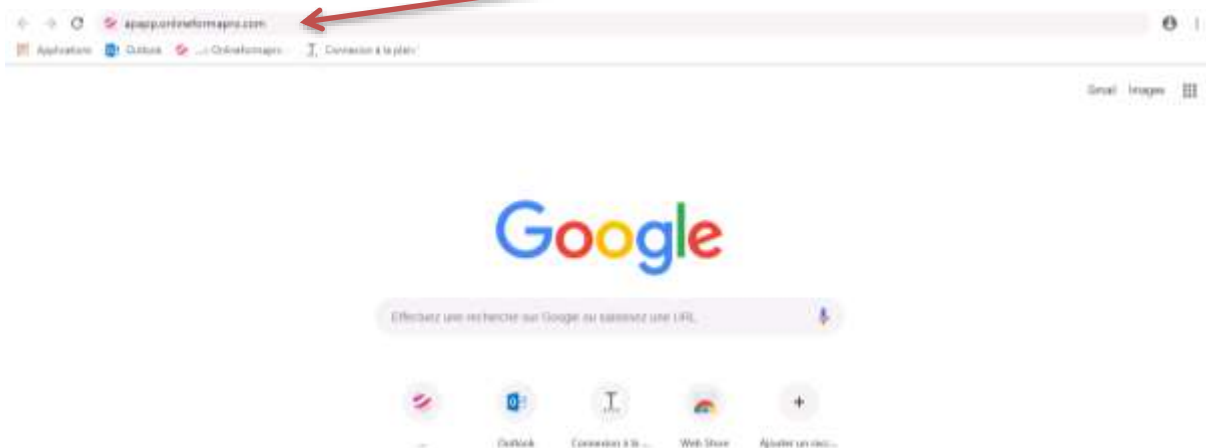 apapp.onlineformapro.com
Applications Outlook ...: Onlineformapro Connexion à la platef
Gmail Images
Google
Effectuez une recherche sur Google ou saisissez une URL
... Outlook Connexion à la ... Web Store Ajouter un racc...